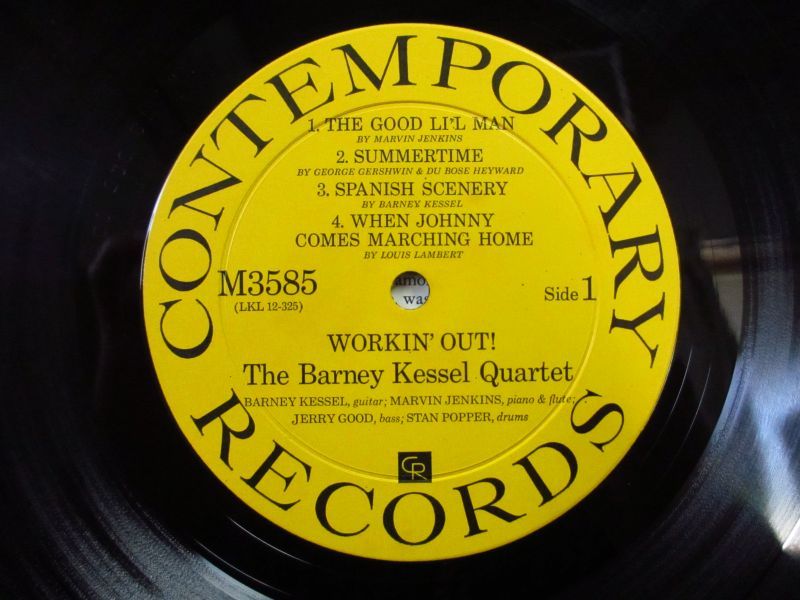 CONTEMPORARY
1. THE GOOD LI'L MAN
BY MARVIN JENKINS
2. SUMMERTIME
BY GEORGE GERSHWIN & DU BOSE HEYWARD
3. SPANISH SCENERY
BY BARNEY KESSEL
4. WHEN JOHNNY
COMES MARCHING HOME
BY LOUIS LAMBERT
M3585
(LKL 12-325)
Side 1
WORKIN' OUT!
The Barney Kessel Quartet
BARNEY KESSEL, guitar; MARVIN JENKINS, piano & flute;
JERRY GOOD, bass; STAN POPPER, drums
CR
RECORDS